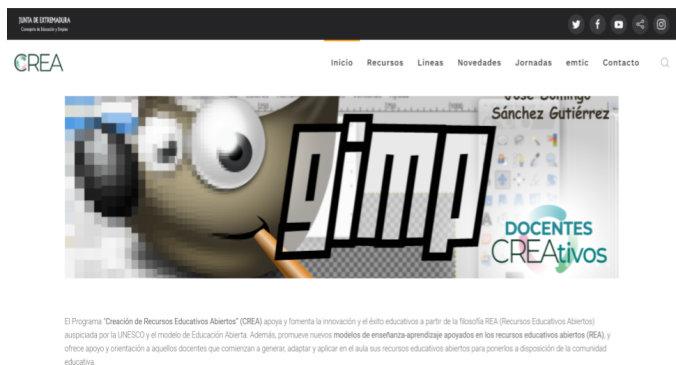 JUNTA DE EXTREMADURA
Consejería de Educación y Empleo
CREA
Inicio Recursos Líneas Novedades Jornadas emtic Contacto
José Domingo
Sánchez Gutiérrez
gimp
DOCENTES
CREAtivos
El Programa "Creación de Recursos Educativos Abiertos" (CREA) apoya y fomenta la innovación y el éxito educativos a partir de la filosofía REA (Recursos Educativos Abiertos)
auspiciada por la UNESCO y el modelo de Educación Abierta. Además, promueve nuevos modelos de enseñanza-aprendizaje apoyados en los recursos educativos abiertos (REA), y
ofrece apoyo y orientación a aquellos docentes que comienzan a generar, adaptar y aplicar en el aula sus recursos educativos abiertos para ponerlos a disposición de la comunidad
educativa.